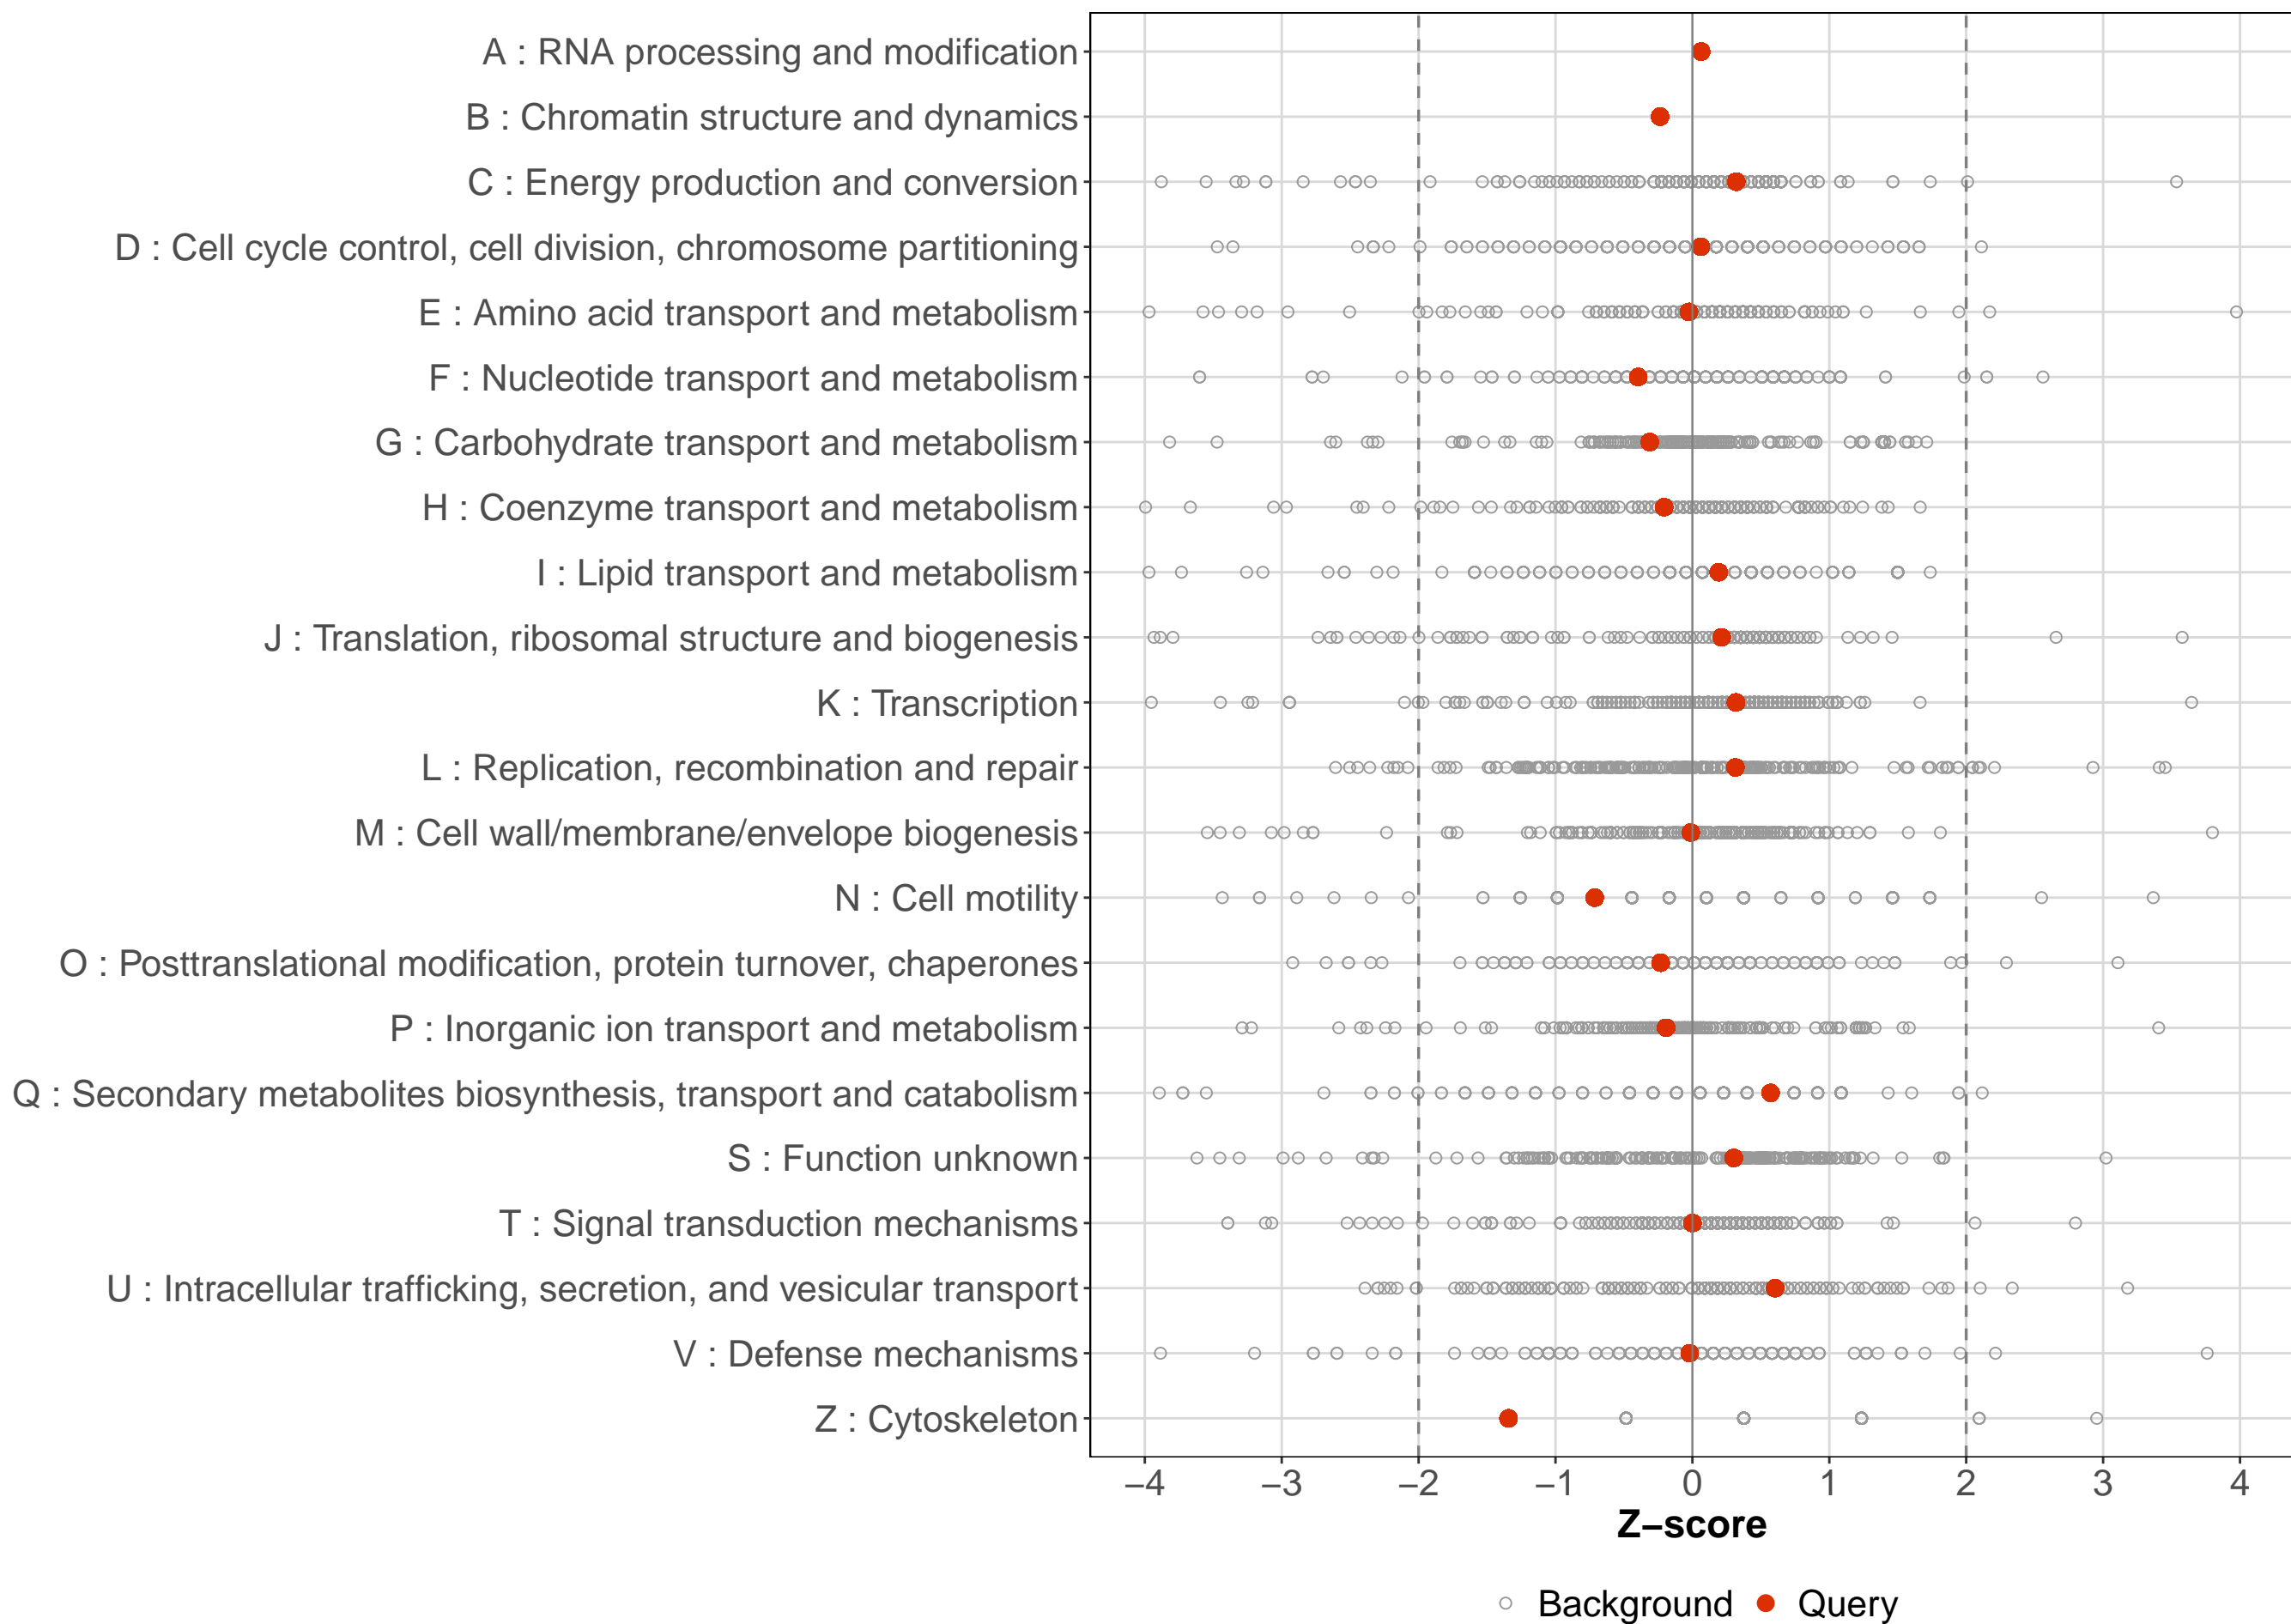 A : RNA processing and modification
B : Chromatin structure and dynamics
C : Energy production and conversion
D : Cell cycle control, cell division, chromosome partitioning
E : Amino acid transport and metabolism
F : Nucleotide transport and metabolism
G : Carbohydrate transport and metabolism
H : Coenzyme transport and metabolism
I : Lipid transport and metabolism
J : Translation, ribosomal structure and biogenesis
K : Transcription
L : Replication, recombination and repair
M : Cell wall/membrane/envelope biogenesis
N : Cell motility
O : Posttranslational modification, protein turnover, chaperones
P : Inorganic ion transport and metabolism
Q : Secondary metabolites biosynthesis, transport and catabolism
S : Function unknown
T : Signal transduction mechanisms
U : Intracellular trafficking, secretion, and vesicular transport
V : Defense mechanisms
Z : Cytoskeleton
−4 −3 −2 −1 0 1 2 3 4
Z−score
Background Query